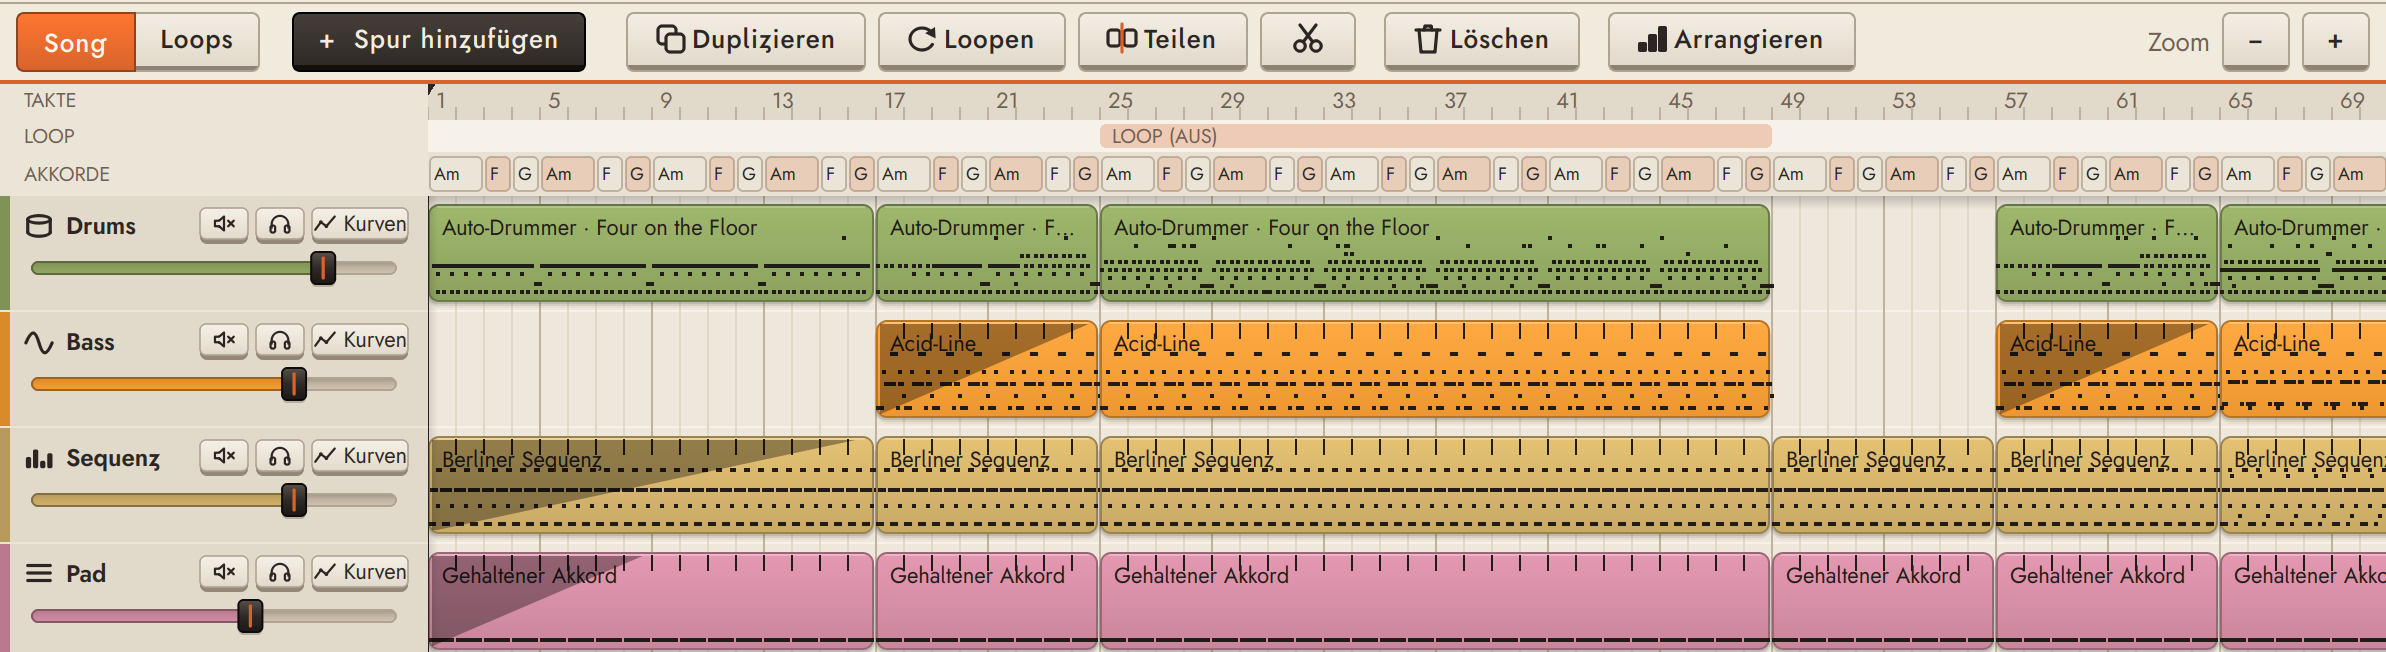 Song Loops + Spur hinzufügen Duplizieren Loopen Teilen Löschen Arrangieren Zoom – +
TAKTE 1 5 9 13 17 21 25 29 33 37 41 45 49 53 57 61 65 69
LOOP LOOP (AUS)
AKKORDE Am F G Am F G Am F G Am F G Am F G Am F G Am F G Am F G Am F G Am F G Am F G Am F G Am F G Am F G Am F G Am F G Am F G Am
Drums Kurven Auto-Drummer · Four on the Floor Auto-Drummer · F... Auto-Drummer · Four on the Floor Auto-Drummer · F... Auto-Drummer ·
Bass Kurven Acid-Line Acid-Line Acid-Line Acid-Line
Sequenz Kurven Berliner Sequenz Berliner Sequenz Berliner Sequenz Berliner Sequenz Berliner Sequenz Berliner Sequenz
Pad Kurven Gehaltener Akkord Gehaltener Akkord Gehaltener Akkord Gehaltener Akkord Gehaltener Akkord Gehaltener Akko